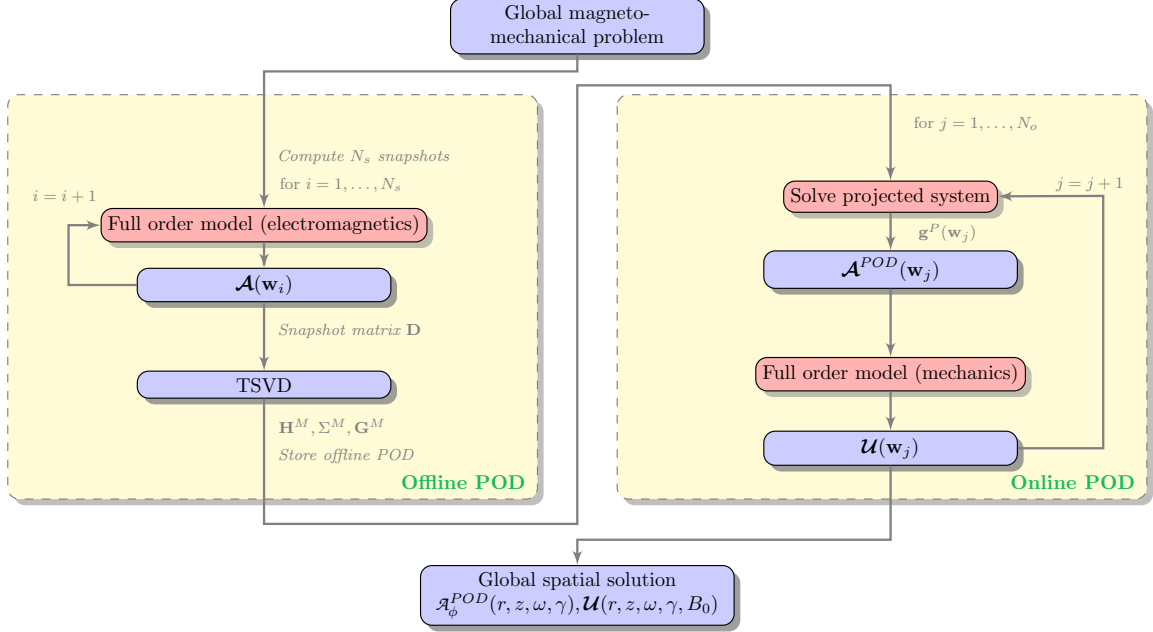 Global magneto-
mechanical problem
Compute N_s snapshots
for i = 1, . . . , N_s
i = i + 1
Full order model (electromagnetics)
𝓐(w_i)
Snapshot matrix D
TSVD
H^M, Σ^M, G^M
Store offline POD
Offline POD
for j = 1, . . . , N_o
j = j + 1
Solve projected system
g^P(w_j)
𝓐^{POD}(w_j)
Full order model (mechanics)
𝓤(w_j)
Online POD
Global spatial solution
𝒜_ϕ^{POD}(r, z, ω, γ), 𝓤(r, z, ω, γ, B_0)